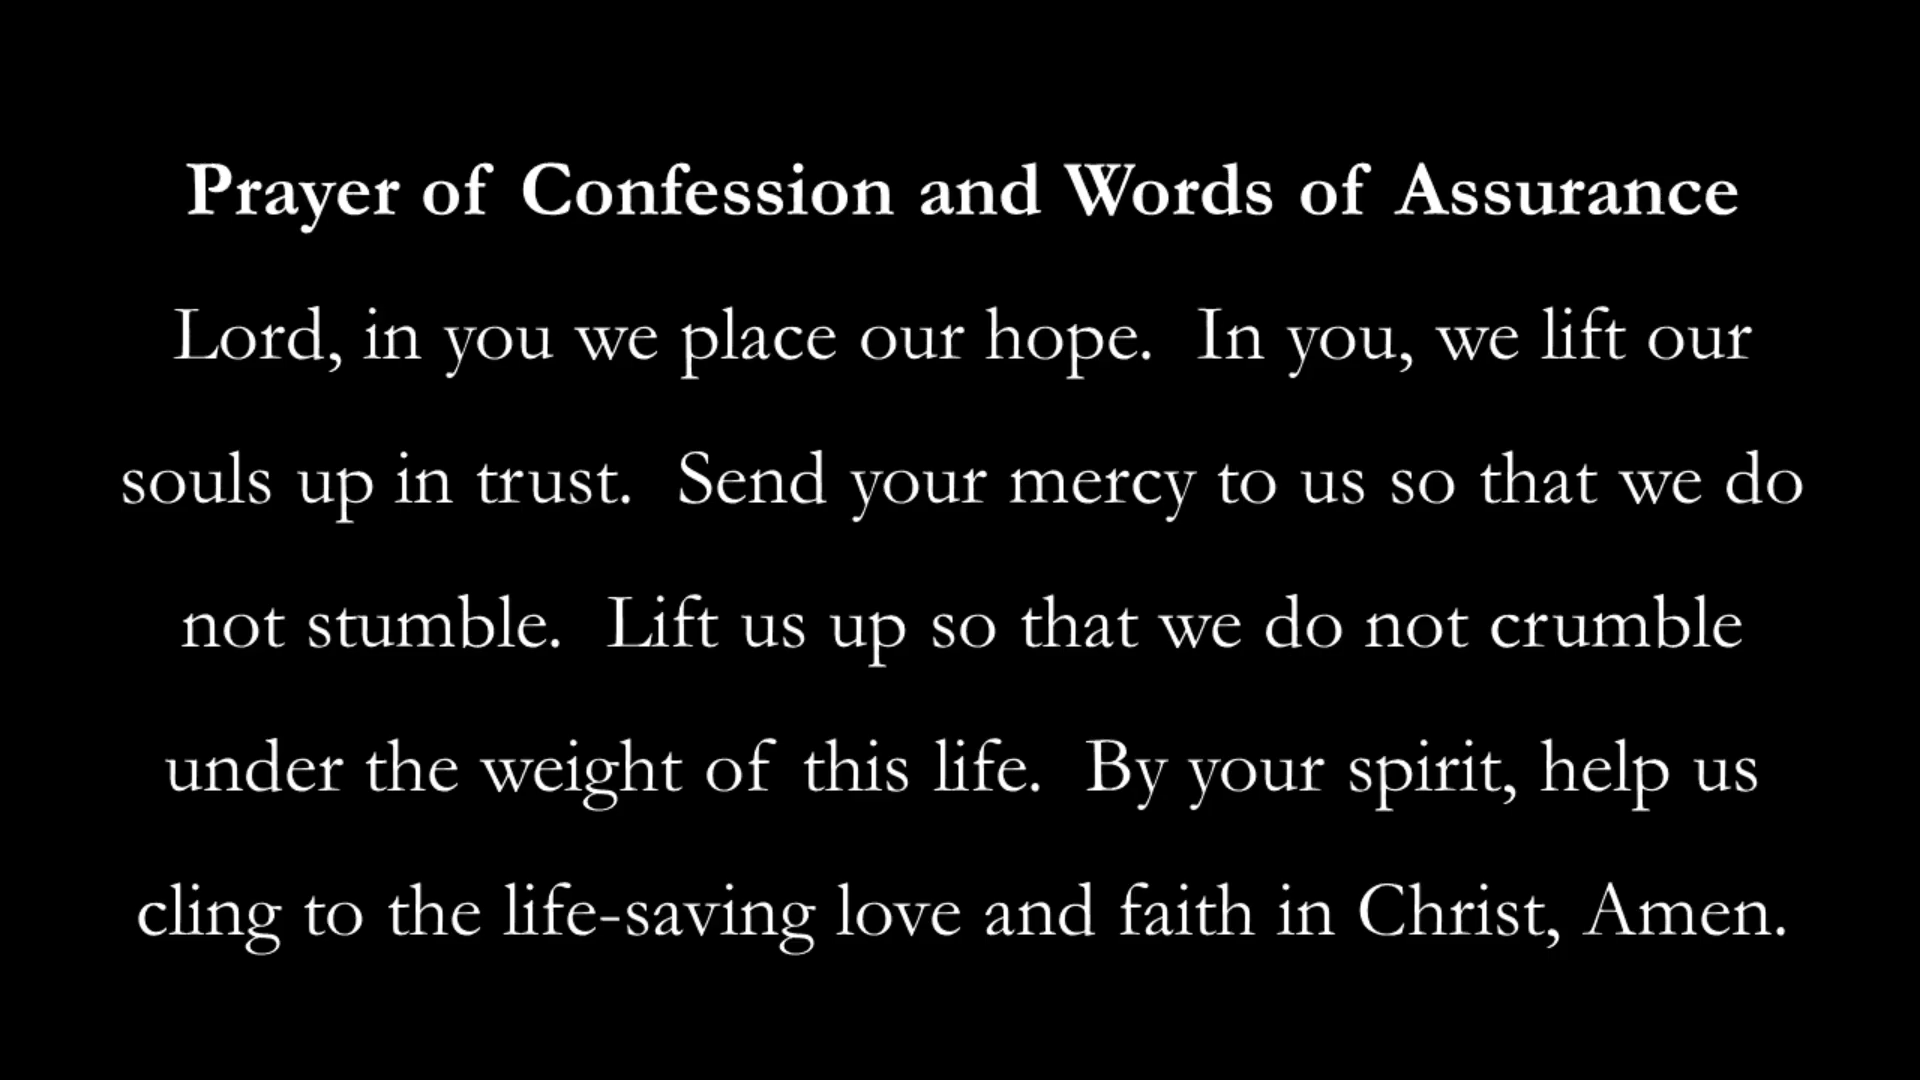 Prayer of Confession and Words of Assurance
Lord, in you we place our hope.  In you, we lift our
souls up in trust.  Send your mercy to us so that we do
not stumble.  Lift us up so that we do not crumble
under the weight of this life.  By your spirit, help us
cling to the life-saving love and faith in Christ, Amen.